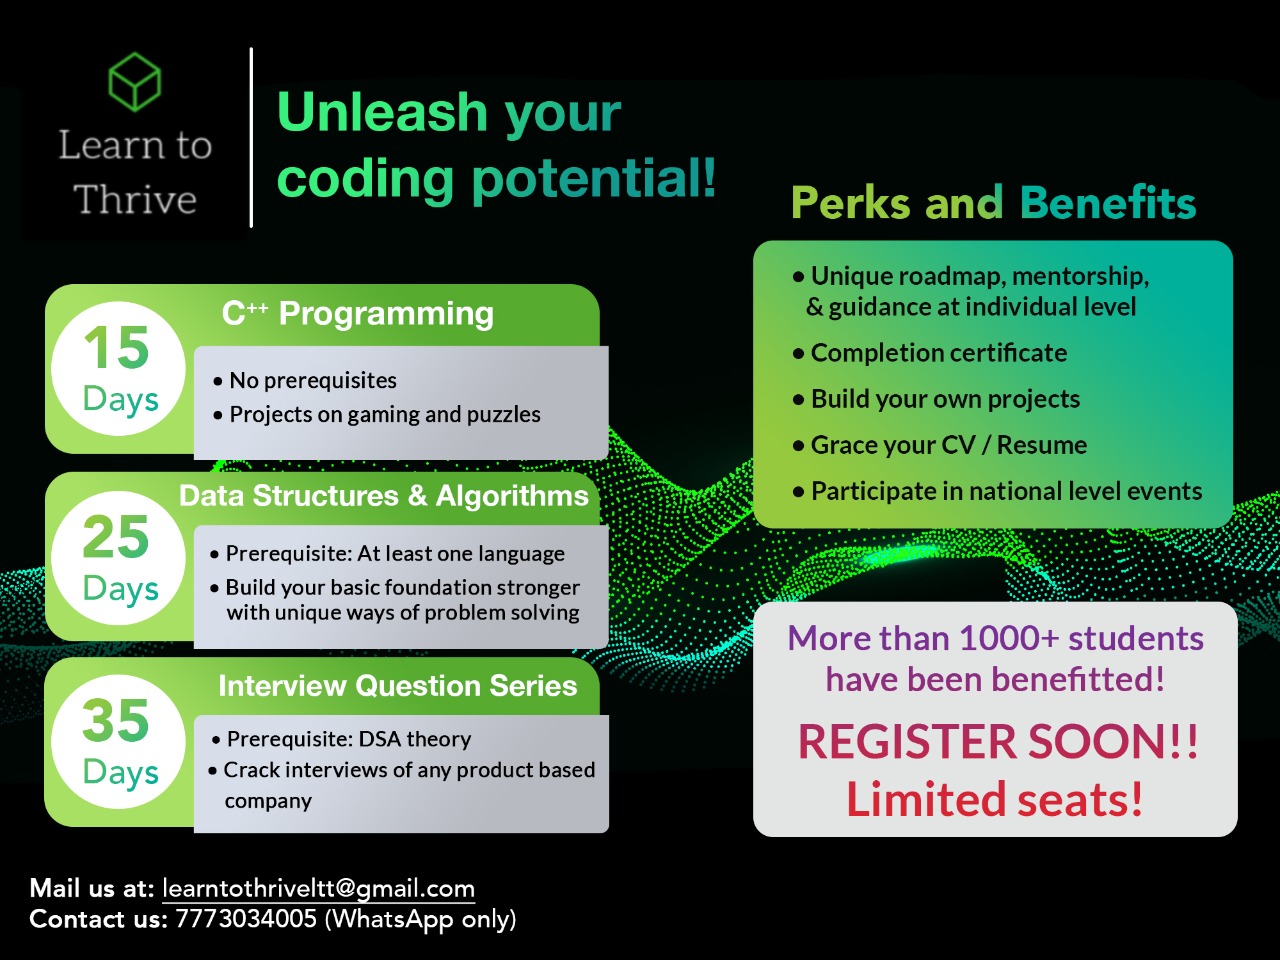 Learn to
Thrive
Unleash your
coding potential!
15
Days
C++ Programming
• No prerequisites
• Projects on gaming and puzzles
25
Days
Data Structures & Algorithms
• Prerequisite: At least one language
• Build your basic foundation stronger
with unique ways of problem solving
35
Days
Interview Question Series
• Prerequisite: DSA theory
• Crack interviews of any product based
company
Perks and Benefits
• Unique roadmap, mentorship,
& guidance at individual level
• Completion certificate
• Build your own projects
• Grace your CV / Resume
• Participate in national level events
More than 1000+ students
have been benefitted!
REGISTER SOON!!
Limited seats!
Mail us at: learntothriveltt@gmail.com
Contact us: 7773034005 (WhatsApp only)